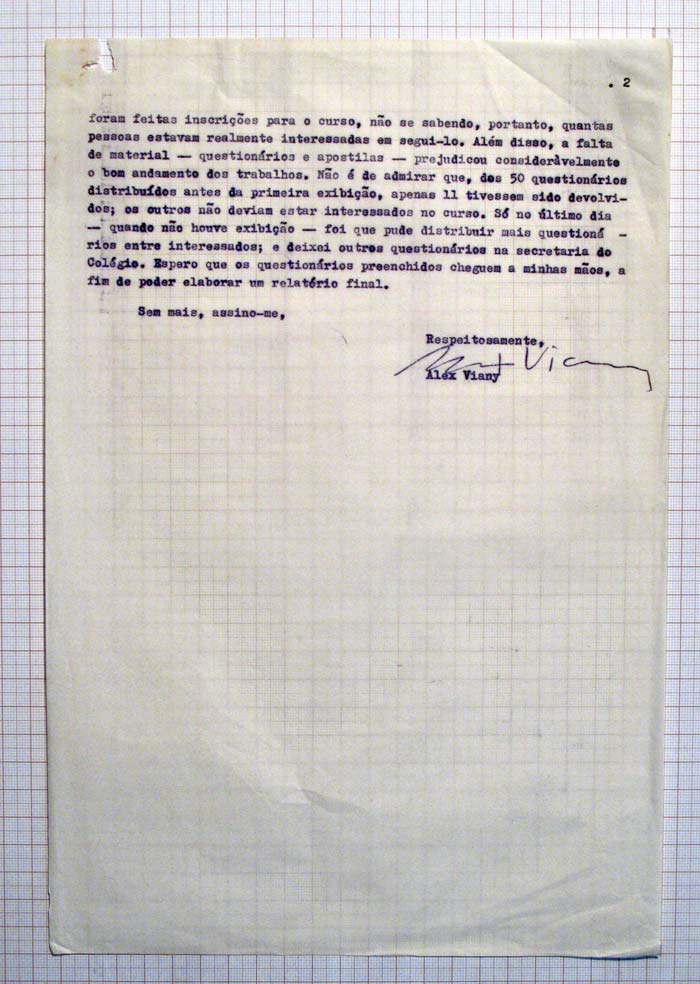 . 2
foram feitas inscrições para o curso, não se sabendo, portanto, quantas
pessoas estavam realmente interessadas em segui-lo. Além disso, a falta
de material — questionários e apostilas — prejudicou consideràvelmente
o bom andamento dos trabalhos. Não é de admirar que, dos 50 questionários
distribuídos antes da primeira exibição, apenas 11 tivessem sido devolvi-
dos; os outros não deviam estar interessados no curso. Só no último dia
— quando não houve exibição — foi que pude distribuir mais questioná -
rios entre interessados; e deixei outros questionários na secretaria do
Colégio. Espero que os questionários preenchidos cheguem a minhas mãos, a
fim de poder elaborar um relatório final.
Sem mais, assino-me,
Respeitosamente,
Alex Viany
Alex Viany